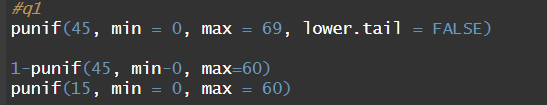 #q1
punif(45, min = 0, max = 69, lower.tail = FALSE)
1-punif(45, min-0, max=60)
punif(15, min = 0, max = 60)